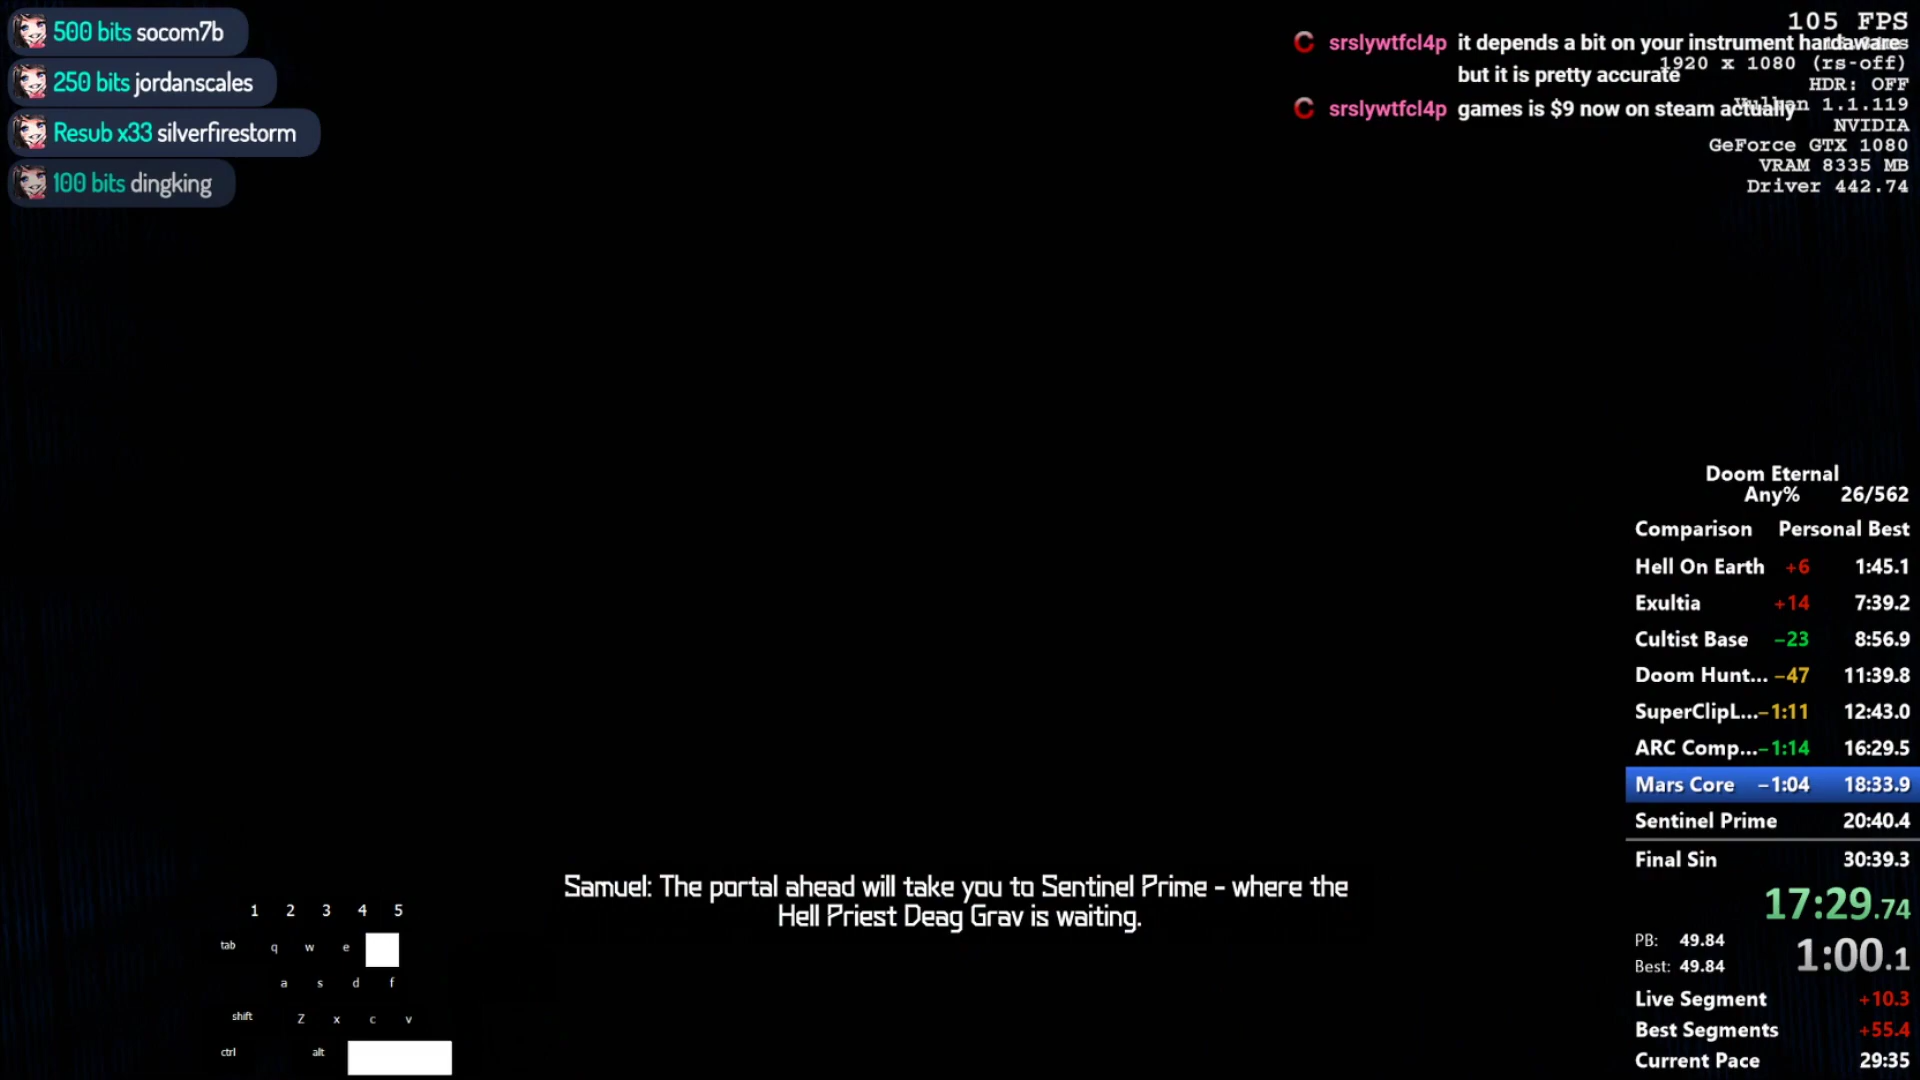 500 bits socom7b
250 bits jordanscales
Resub x33 silverfirestorm
100 bits dingking
105 FPS
srslywtfcl4p it depends a bit on your instrument hardaware
but it is pretty accurate
1920 x 1080 (rs-off)
HDR: OFF
srslywtfcl4p games is $9 now on steam actually
Vulkan 1.1.119
NVIDIA
GeForce GTX 1080
VRAM 8335 MB
Driver 442.74
Doom Eternal
Any% 26/562
Comparison Personal Best
Hell On Earth +6 1:45.1
Exultia +14 7:39.2
Cultist Base −23 8:56.9
Doom Hunt... −47 11:39.8
SuperClipL...−1:11 12:43.0
ARC Comp...−1:14 16:29.5
Mars Core −1:04 18:33.9
Sentinel Prime 20:40.4
Final Sin 30:39.3
17:29.74
PB: 49.84
Best: 49.84
1:00.1
Live Segment +10.3
Best Segments +55.4
Current Pace 29:35
Samuel: The portal ahead will take you to Sentinel Prime - where the
Hell Priest Deag Grav is waiting.
1 2 3 4 5
tab q w e
a s d f
shift Z x c v
ctrl alt